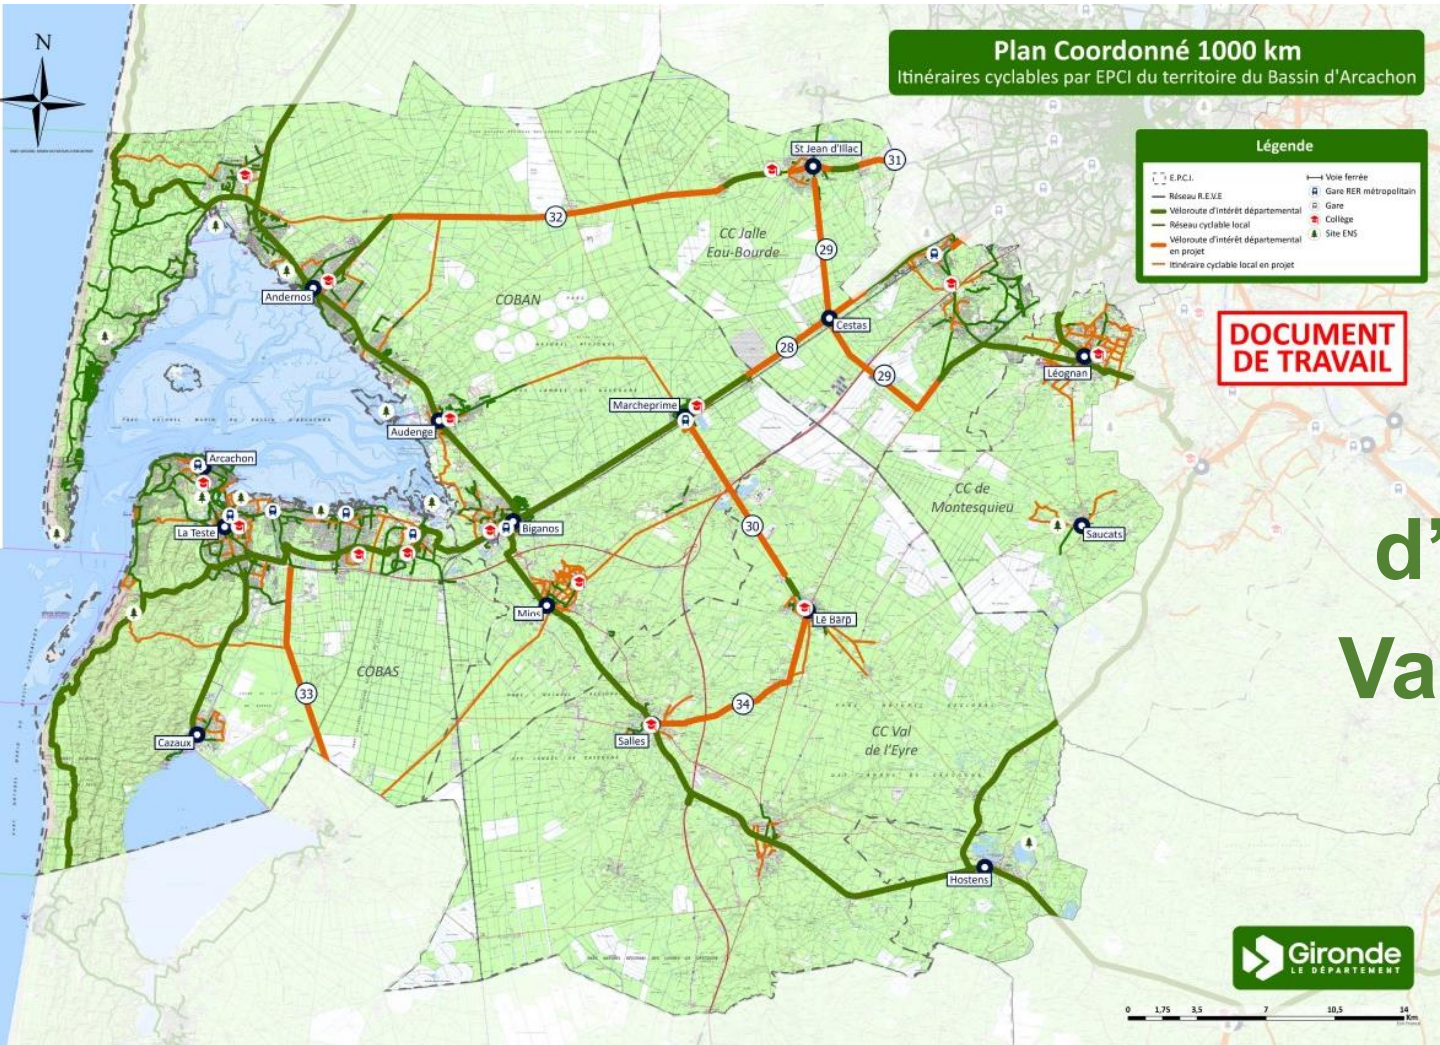 N
Plan Coordonné 1000 km
Itinéraires cyclables par EPCI du territoire du Bassin d'Arcachon
Légende
E.P.C.I.
Réseau R.E.V.E
Véloroute d'intérêt départemental
Réseau cyclable local
Véloroute d'intérêt départemental
en projet
Itinéraire cyclable local en projet
Voie ferrée
Gare RER métropolitain
Gare
Collège
Site ENS
DOCUMENT
DE TRAVAIL
St Jean d'Illac
31
32
CC Jalle
Eau-Bourde
29
Andernos
COBAN
Cestas
28
29
Léognan
Marcheprime
Audenge
Arcachon
CC de
Montesquieu
La Teste
Biganos
30
Saucats
d'
Mios
Le Barp
Va
COBAS
33
34
Cazaux
Salles
CC Val
de l'Eyre
Hostens
Gironde
LE DÉPARTEMENT
0 1,75 3,5 7 10,5 14
Km